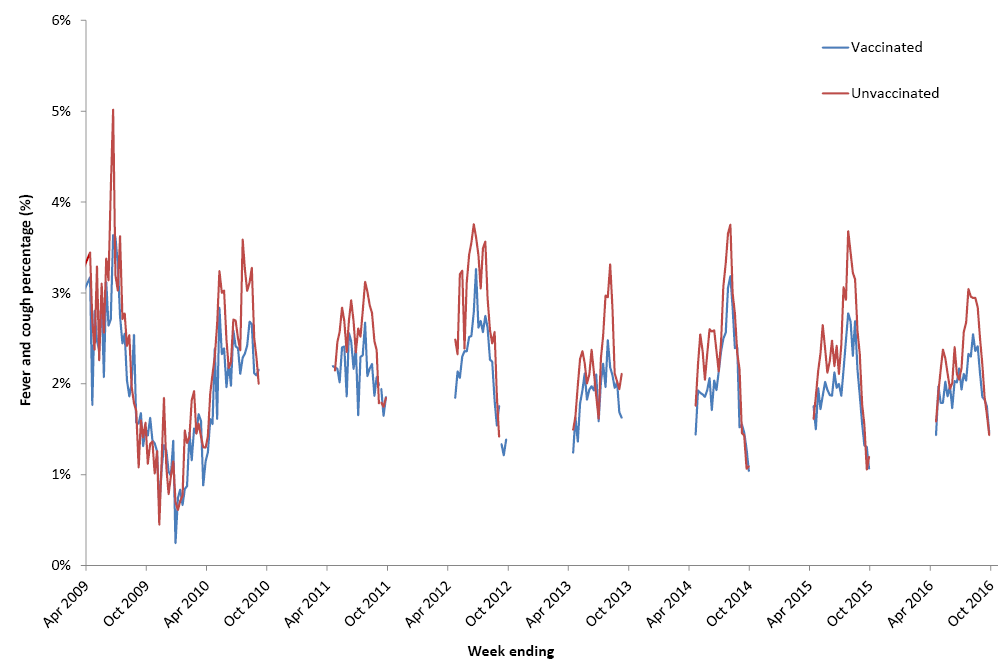 6%
Vaccinated
Unvaccinated
5%
4%
3%
2%
1%
0%
Fever and cough percentage (%)
Apr 2009
Oct 2009
Apr 2010
Oct 2010
Apr 2011
Oct 2011
Apr 2012
Oct 2012
Apr 2013
Oct 2013
Apr 2014
Oct 2014
Apr 2015
Oct 2015
Apr 2016
Oct 2016
Week ending